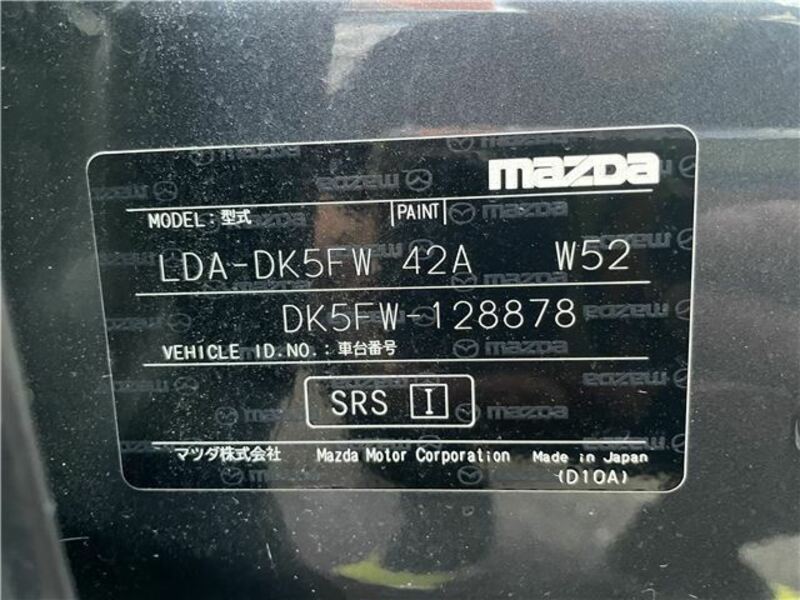 mazda
MODEL: 型式 PAINT
LDA-DK5FW 42A W52
DK5FW-128878
VEHICLE ID.NO.: 車台番号
SRS I
マツダ株式会社 Mazda Motor Corporation Made in Japan
(D10A)